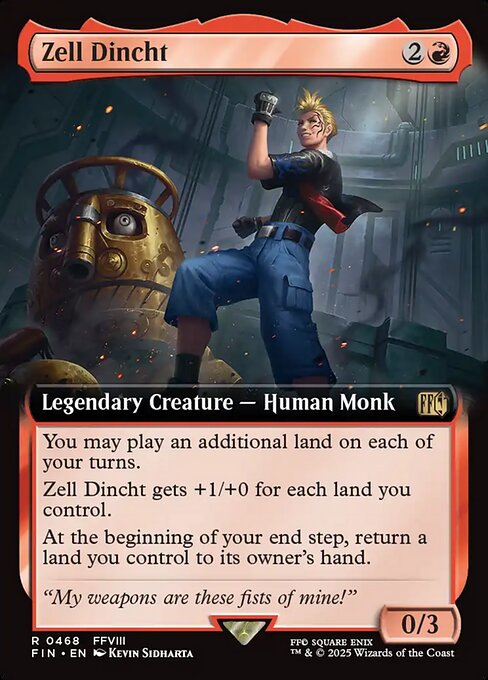 Zell Dincht 2
Legendary Creature — Human Monk
FF
You may play an additional land on each of
your turns.
Zell Dincht gets +1/+0 for each land you
control.
At the beginning of your end step, return a
land you control to its owner's hand.
“My weapons are these fists of mine!”
0/3
R 0468 FFVIII
FIN • EN Kevin Sidharta
FF© SQUARE ENIX
™ & © 2025 Wizards of the Coast